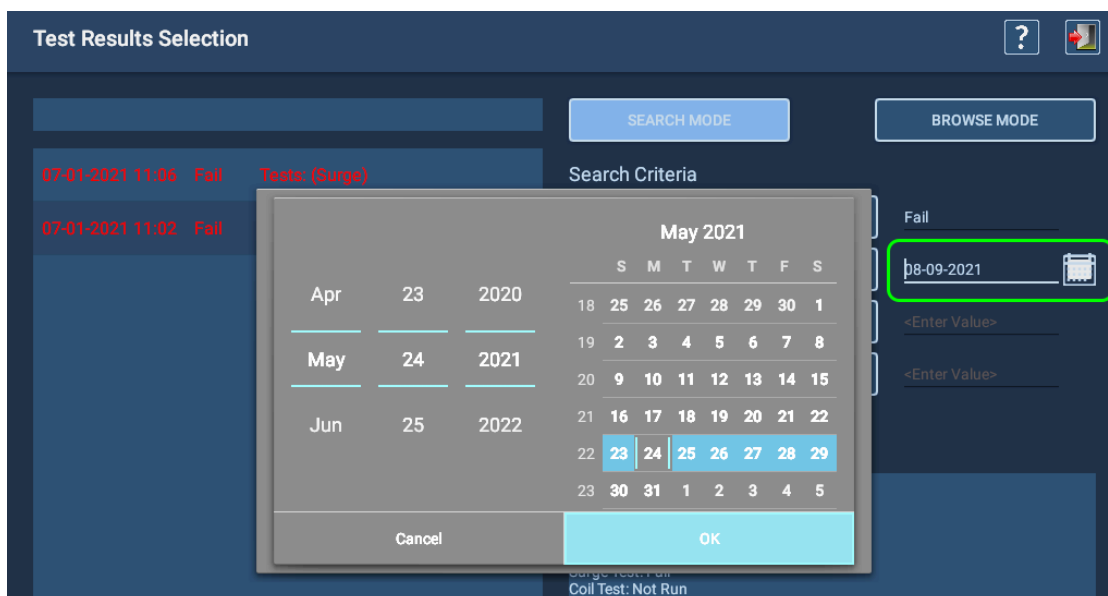 Test Results Selection
?
SEARCH MODE
BROWSE MODE
07-01-2021 11:06 Fail Tests: (Surge)
07-01-2021 11:02 Fail
Search Criteria
Fail
08-09-2021
<Enter Value>
<Enter Value>
Apr 23 2020
May 24 2021
Jun 25 2022
May 2021
S M T W T F S
18 25 26 27 28 29 30 1
19 2 3 4 5 6 7 8
20 9 10 11 12 13 14 15
21 16 17 18 19 20 21 22
22 23 24 25 26 27 28 29
23 30 31 1 2 3 4 5
Cancel
OK
Surge Test: Fail
Coil Test: Not Run